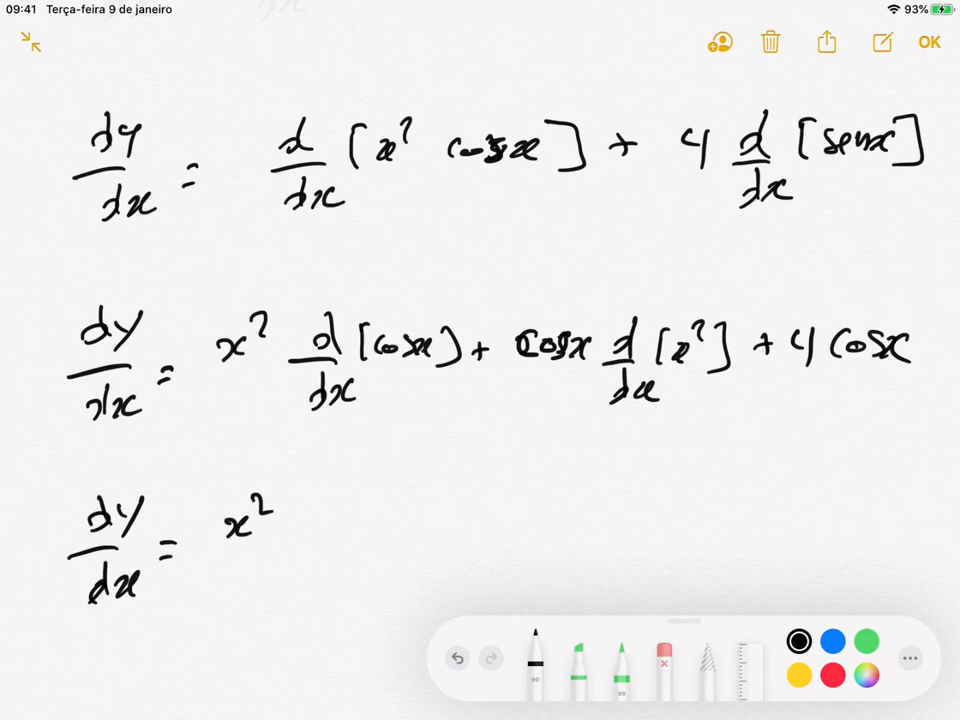 09:41 Terça-feira 9 de janeiro 93%
OK
dy/dx = d/dx [x² cosx] + 4 d/dx [senx]
dy/dx = x² d/dx [cosx] + cosx d/dx [x²] + 4 cosx
dy/dx = x²